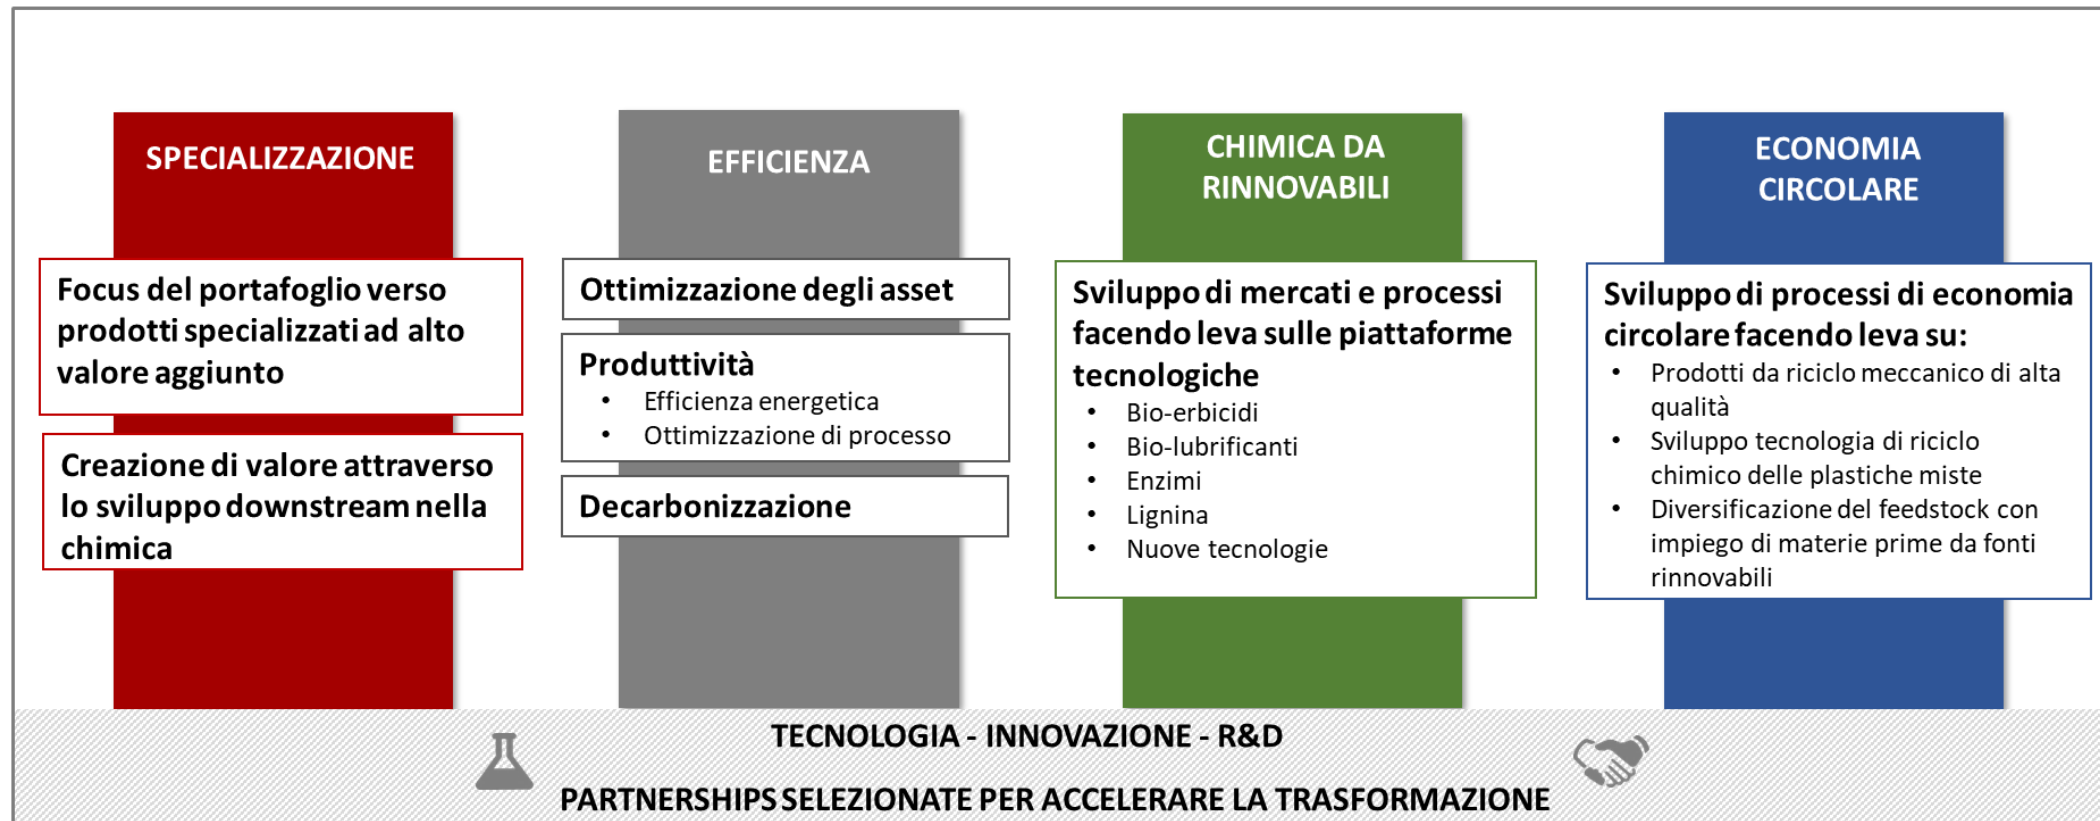 SPECIALIZZAZIONE
Focus del portafoglio verso
prodotti specializzati ad alto
valore aggiunto
Creazione di valore attraverso
lo sviluppo downstream nella
chimica
EFFICIENZA
Ottimizzazione degli asset
Produttività
• Efficienza energetica
• Ottimizzazione di processo
Decarbonizzazione
CHIMICA DA
RINNOVABILI
Sviluppo di mercati e processi
facendo leva sulle piattaforme
tecnologiche
• Bio-erbicidi
• Bio-lubrificanti
• Enzimi
• Lignina
• Nuove tecnologie
ECONOMIA
CIRCOLARE
Sviluppo di processi di economia
circolare facendo leva su:
• Prodotti da riciclo meccanico di alta
qualità
• Sviluppo tecnologia di riciclo
chimico delle plastiche miste
• Diversificazione del feedstock con
impiego di materie prime da fonti
rinnovabili
TECNOLOGIA - INNOVAZIONE - R&D
PARTNERSHIPS SELEZIONATE PER ACCELERARE LA TRASFORMAZIONE